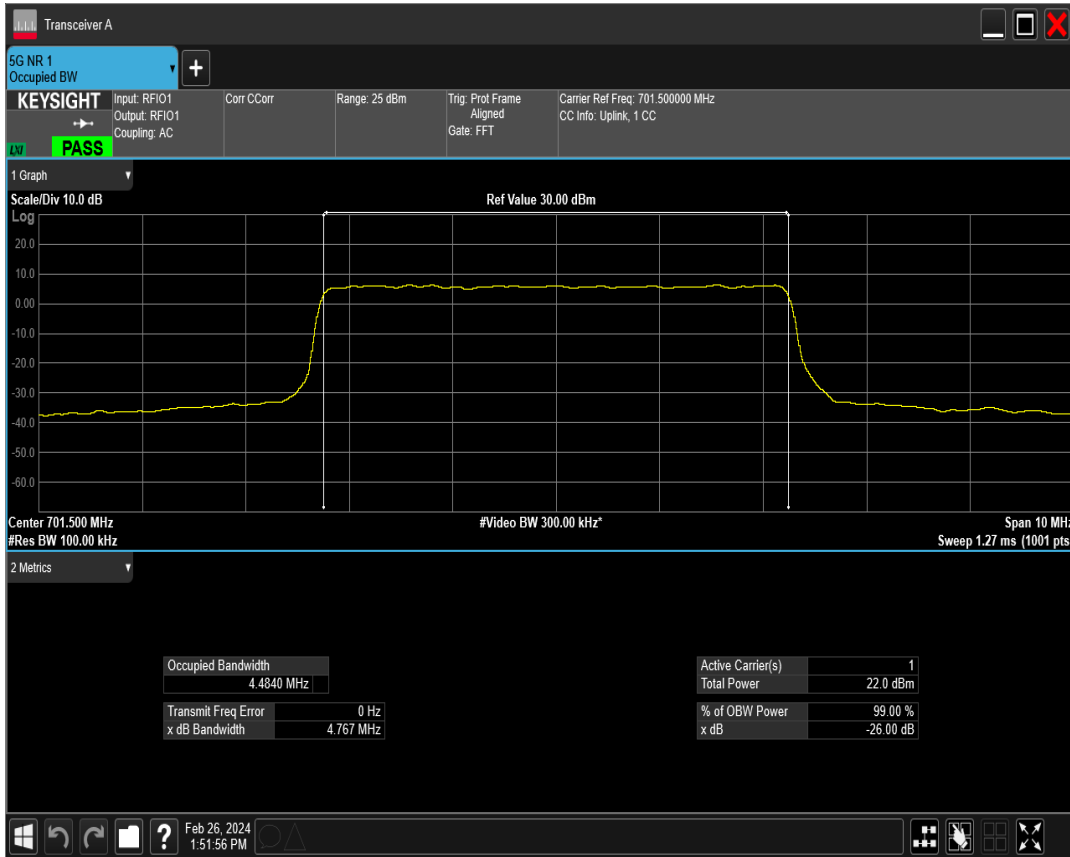 Transceiver A
5G NR 1
Occupied BW
+
KEYSIGHT
LXI
PASS
Input: RFIO1
Output: RFIO1
Coupling: AC
Corr CCorr
Range: 25 dBm
Trig: Prot Frame
Aligned
Gate: FFT
Carrier Ref Freq: 701.500000 MHz
CC Info: Uplink, 1 CC
1 Graph
Scale/Div 10.0 dB
Ref Value 30.00 dBm
Log
20.0
10.0
0.00
-10.0
-20.0
-30.0
-40.0
-50.0
-60.0
Center 701.500 MHz
#Video BW 300.00 kHz*
Span 10 MHz
#Res BW 100.00 kHz
Sweep 1.27 ms (1001 pts
2 Metrics
Occupied Bandwidth
4.4840 MHz
Transmit Freq Error 0 Hz
x dB Bandwidth 4.767 MHz
Active Carrier(s) 1
Total Power 22.0 dBm
% of OBW Power 99.00 %
x dB -26.00 dB
?
Feb 26, 2024
1:51:56 PM